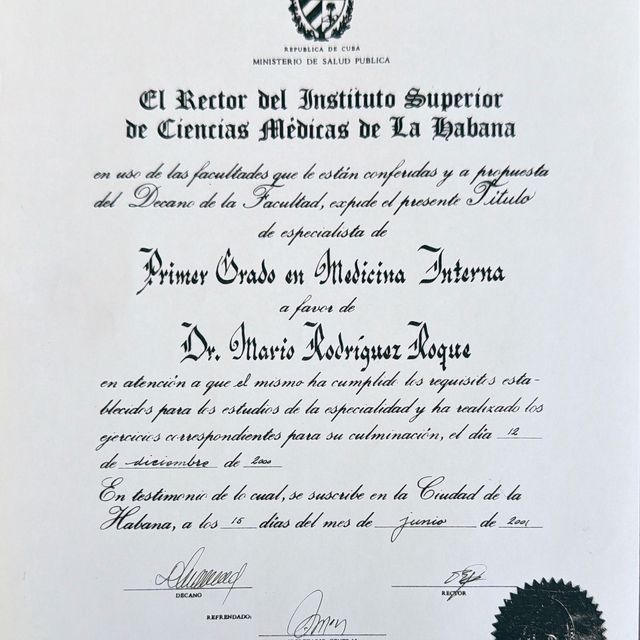 REPUBLICA DE CUBA
MINISTERIO DE SALUD PUBLICA
El Rector del Instituto Superior
de Ciencias Médicas de La Habana
en uso de las facultades que le están conferidas y a propuesta
del Decano de la Facultad, expide el presente Título
de especialista de
Primer Grado en Medicina Interna
a favor de
Dr. Mario Rodríguez Roque
en atención a que el mismo ha cumplido los requisitos esta-
blecidos para los estudios de la especialidad y ha realizado los
ejercicios correspondientes para su culminación, el día 12
de diciembre de 2000
En testimonio de lo cual, se suscribe en la Ciudad de la
Habana, a los 15 días del mes de junio de 2001
DECANO
RECTOR
REFRENDADO: